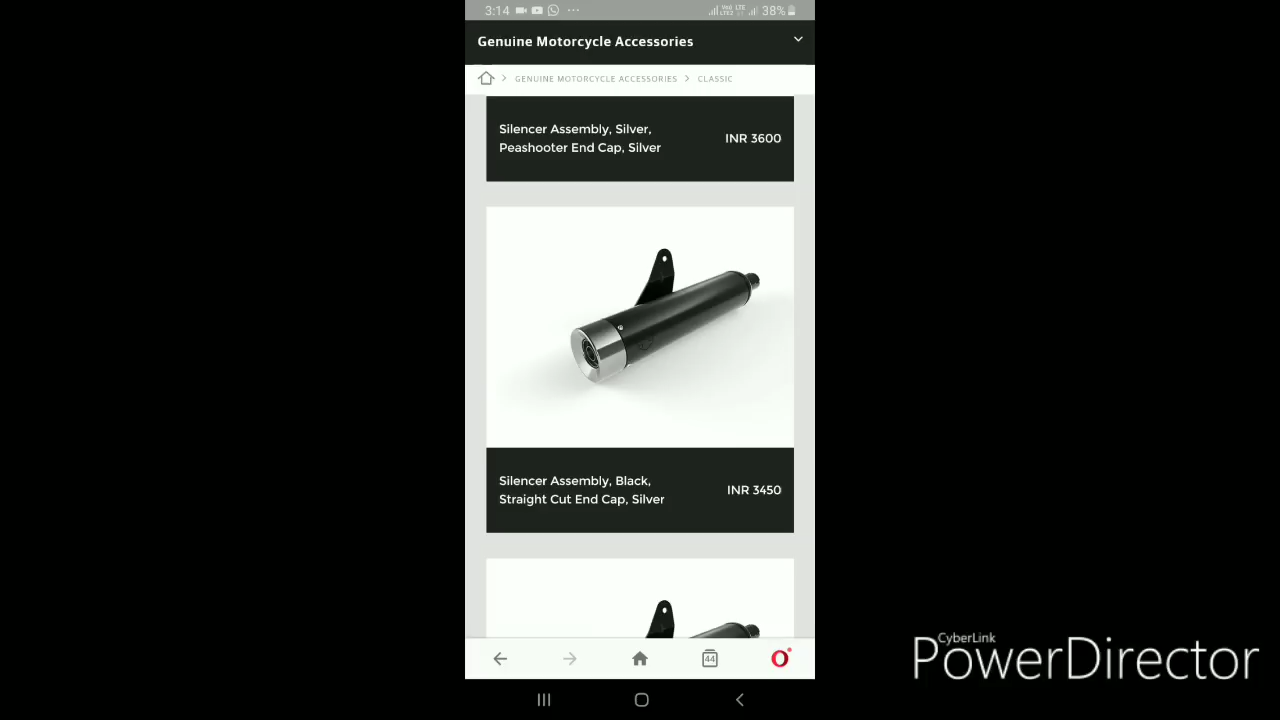 3:14
38%
Genuine Motorcycle Accessories
GENUINE MOTORCYCLE ACCESSORIES > CLASSIC
Silencer Assembly, Silver,
Peashooter End Cap, Silver
INR 3600
Silencer Assembly, Black,
Straight Cut End Cap, Silver
INR 3450
44
CyberLink
PowerDirector